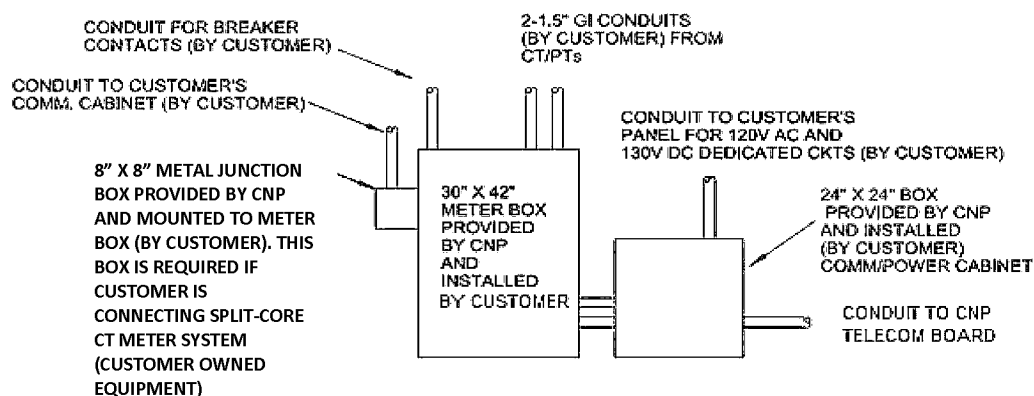 CONDUIT FOR BREAKER
CONTACTS (BY CUSTOMER)
2-1.5" GI CONDUITS
(BY CUSTOMER) FROM
CT/PTs
CONDUIT TO CUSTOMER'S
COMM. CABINET (BY CUSTOMER)
CONDUIT TO CUSTOMER'S
PANEL FOR 120V AC AND
130V DC DEDICATED CKTS (BY CUSTOMER)
8" X 8" METAL JUNCTION
BOX PROVIDED BY CNP
AND MOUNTED TO METER
BOX (BY CUSTOMER). THIS
BOX IS REQUIRED IF
CUSTOMER IS
CONNECTING SPLIT-CORE
CT METER SYSTEM
(CUSTOMER OWNED
EQUIPMENT)
30" X 42"
METER BOX
PROVIDED
BY CNP
AND
INSTALLED
BY CUSTOMER
24" X 24" BOX
PROVIDED BY CNP
AND INSTALLED
(BY CUSTOMER)
COMM/POWER CABINET
CONDUIT TO CNP
TELECOM BOARD